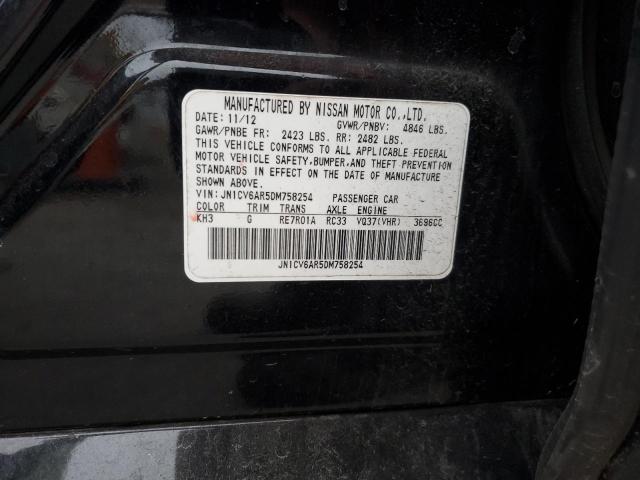 MANUFACTURED BY NISSAN MOTOR CO.,LTD.
DATE: 11/12 GVWR/PNBV: 4846 LBS.
GAWR/PNBE FR: 2423 LBS. RR: 2482 LBS.
THIS VEHICLE CONFORMS TO ALL APPLICABLE FEDERAL
MOTOR VEHICLE SAFETY,BUMPER,AND THEFT PREVENTION
STANDARDS IN EFFECT ON THE DATE OF MANUFACTURE
SHOWN ABOVE.
VIN: JN1CV6AR5DM758254 PASSENGER CAR
COLOR TRIM TRANS AXLE ENGINE
KH3 G RE7R01A RC33 VQ37(VHR) 3696CC
JN1CV6AR5DM758254